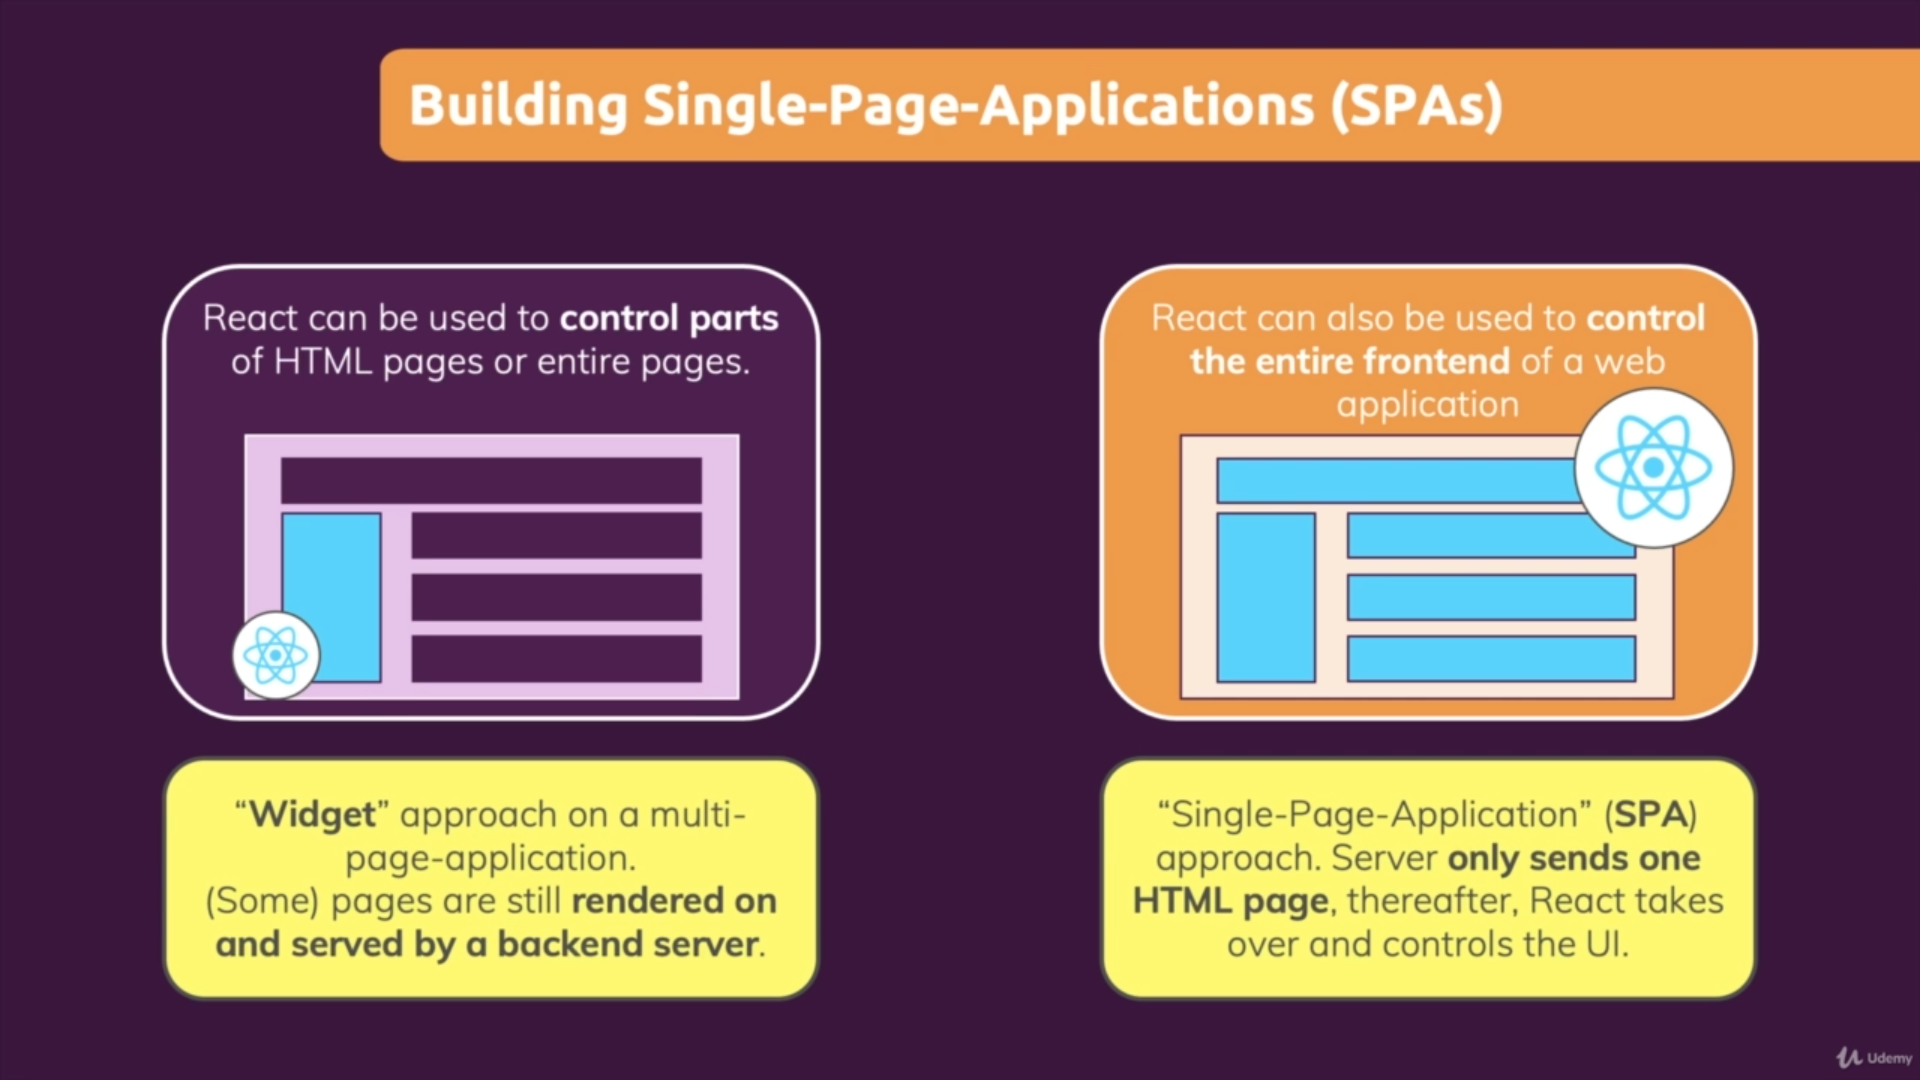 Building Single-Page-Applications (SPAs)
React can be used to control parts
of HTML pages or entire pages.
React can also be used to control
the entire frontend of a web
application
“Widget” approach on a multi-
page-application.
(Some) pages are still rendered on
and served by a backend server.
“Single-Page-Application” (SPA)
approach. Server only sends one
HTML page, thereafter, React takes
over and controls the UI.
Udemy